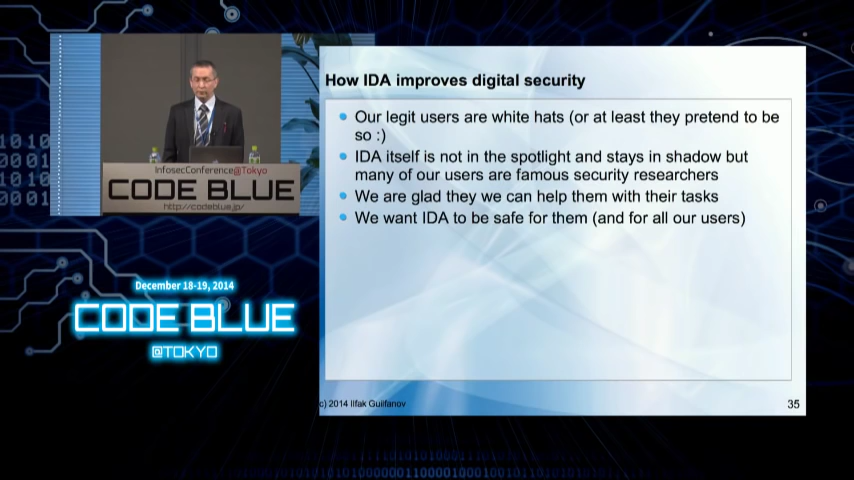 InfosecConference@Tokyo
CODE BLUE
http://codeblue.jp/
December 18-19, 2014
CODE BLUE
@TOKYO
How IDA improves digital security
Our legit users are white hats (or at least they pretend to be
so :)
IDA itself is not in the spotlight and stays in shadow but
many of our users are famous security researchers
We are glad they we can help them with their tasks
We want IDA to be safe for them (and for all our users)
c) 2014 Ilfak Guilfanov
35